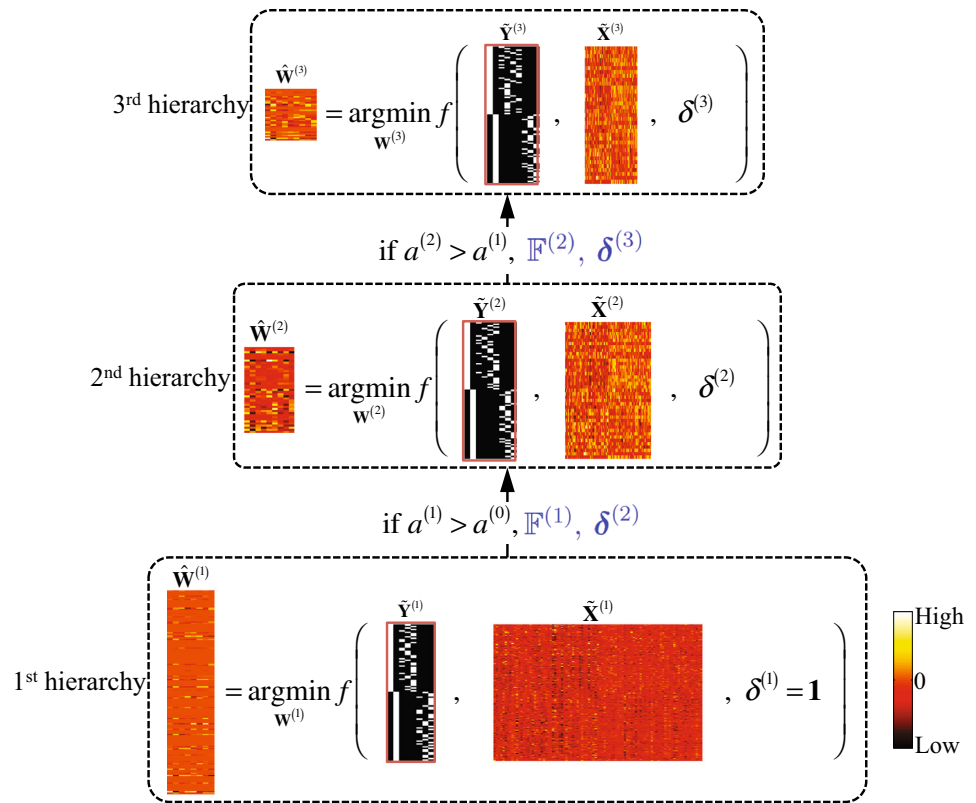 Ỹ⁽³⁾ X̃⁽³⁾
Ŵ⁽³⁾
3rd hierarchy = argmin f ( , , δ⁽³⁾ )
W⁽³⁾
if a⁽²⁾ > a⁽¹⁾, 𝔽⁽²⁾, δ⁽³⁾
Ỹ⁽²⁾ X̃⁽²⁾
Ŵ⁽²⁾
2nd hierarchy = argmin f ( , , δ⁽²⁾ )
W⁽²⁾
if a⁽¹⁾ > a⁽⁰⁾, 𝔽⁽¹⁾, δ⁽²⁾
Ŵ⁽¹⁾
Ỹ⁽¹⁾ X̃⁽¹⁾
1st hierarchy = argmin f ( , , δ⁽¹⁾ = 1 )
W⁽¹⁾
High
0
Low